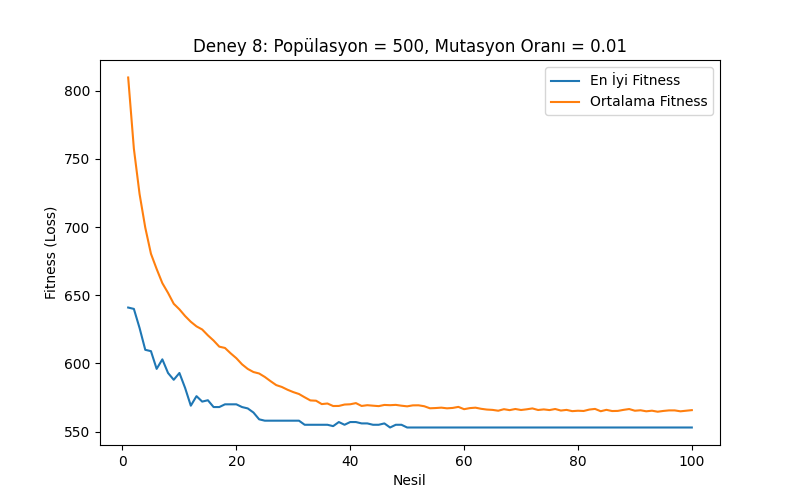 Deney 8: Popülasyon = 500, Mutasyon Oranı = 0.01
En İyi Fitness
Ortalama Fitness
Fitness (Loss)
800
750
700
650
600
550
0 20 40 60 80 100
Nesil